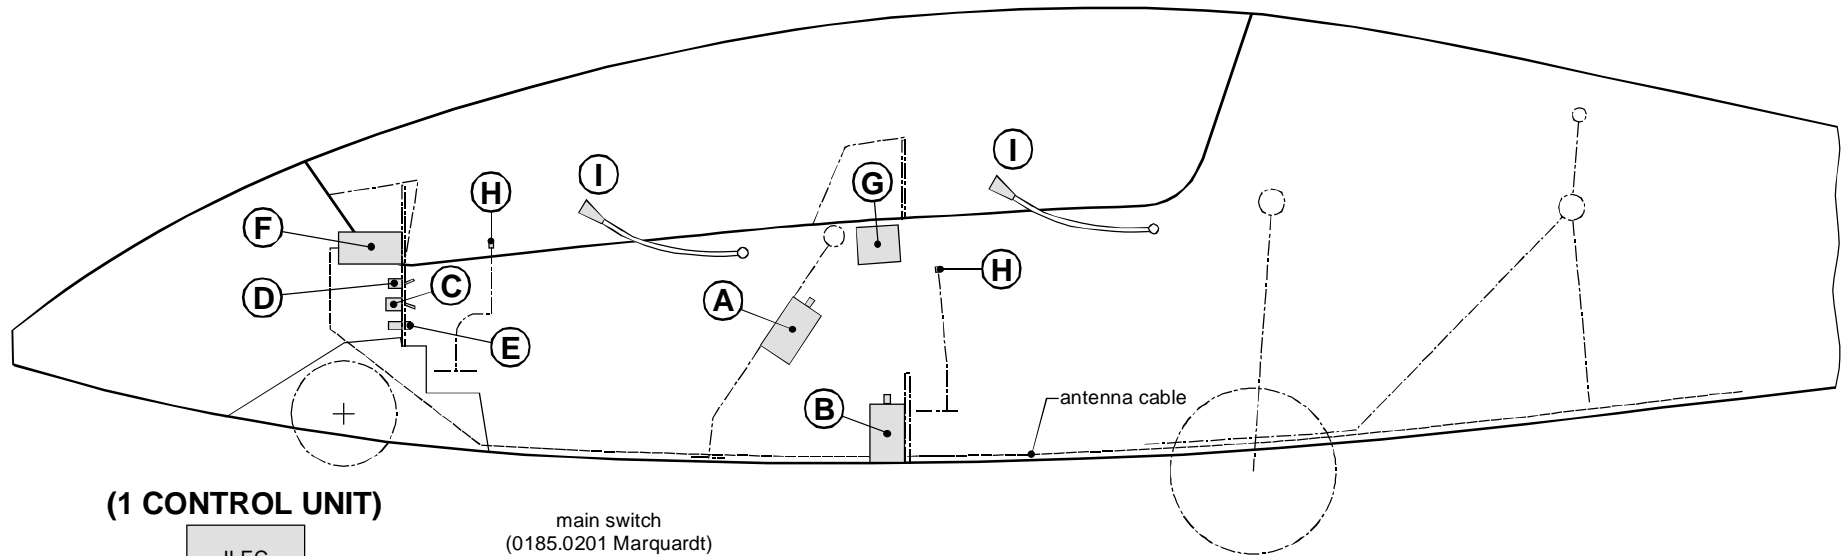 I
I
H
G
F
H
D
C
A
E
B
antenna cable
(1 CONTROL UNIT)
main switch
(0185.0201 Marquardt)